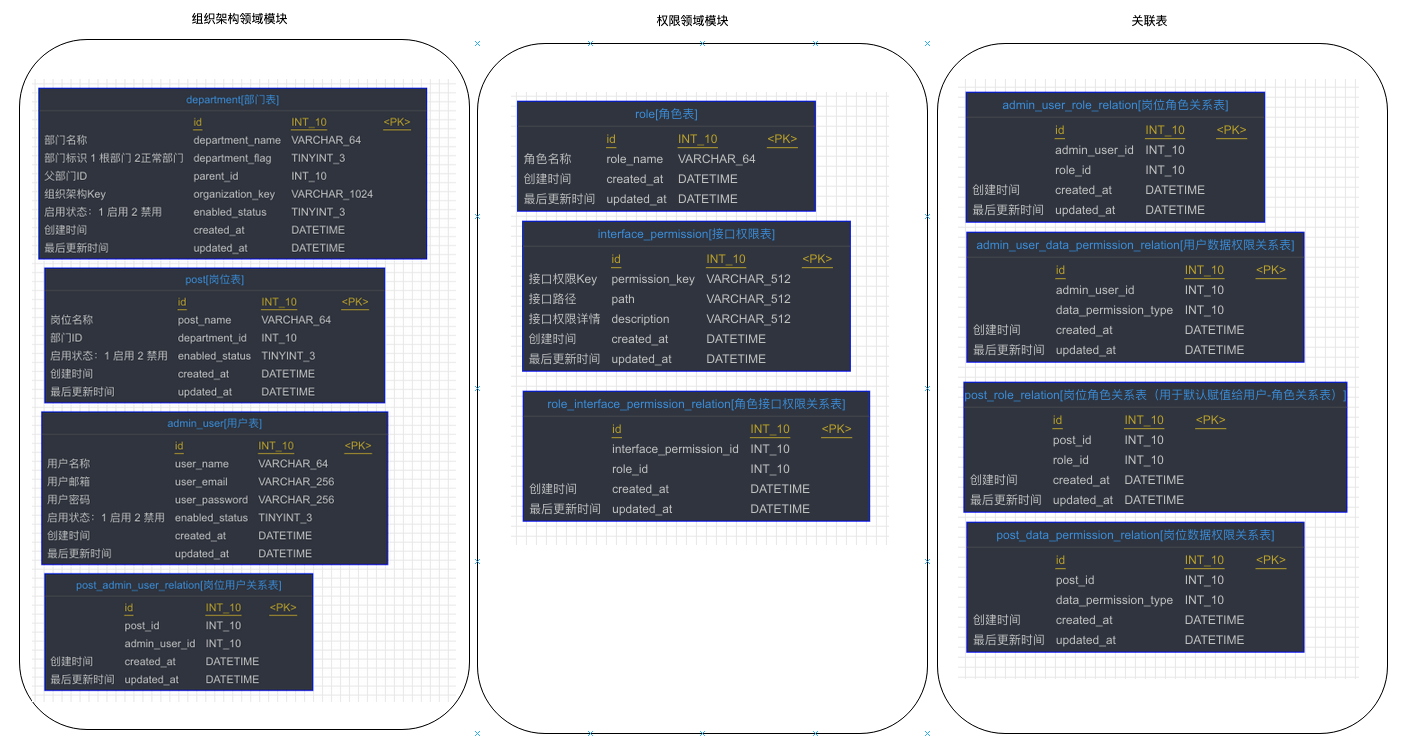 组织架构领域模块
department[部门表]
id INT_10 <PK>
部门名称 department_name VARCHAR_64
部门标识 1 根部门 2正常部门 department_flag TINYINT_3
父部门ID parent_id INT_10
组织架构Key organization_key VARCHAR_1024
启用状态：1 启用 2 禁用 enabled_status TINYINT_3
创建时间 created_at DATETIME
最后更新时间 updated_at DATETIME
post[岗位表]
id INT_10 <PK>
岗位名称 post_name VARCHAR_64
部门ID department_id INT_10
启用状态：1 启用 2 禁用 enabled_status TINYINT_3
创建时间 created_at DATETIME
最后更新时间 updated_at DATETIME
admin_user[用户表]
id INT_10 <PK>
用户名称 user_name VARCHAR_64
用户邮箱 user_email VARCHAR_256
用户密码 user_password VARCHAR_256
启用状态：1 启用 2 禁用 enabled_status TINYINT_3
创建时间 created_at DATETIME
最后更新时间 updated_at DATETIME
post_admin_user_relation[岗位用户关系表]
id INT_10 <PK>
post_id INT_10
admin_user_id INT_10
创建时间 created_at DATETIME
最后更新时间 updated_at DATETIME
权限领域模块
role[角色表]
id INT_10 <PK>
角色名称 role_name VARCHAR_64
创建时间 created_at DATETIME
最后更新时间 updated_at DATETIME
interface_permission[接口权限表]
id INT_10 <PK>
接口权限Key permission_key VARCHAR_512
接口路径 path VARCHAR_512
接口权限详情 description VARCHAR_512
创建时间 created_at DATETIME
最后更新时间 updated_at DATETIME
role_interface_permission_relation[角色接口权限关系表]
id INT_10 <PK>
interface_permission_id INT_10
role_id INT_10
创建时间 created_at DATETIME
最后更新时间 updated_at DATETIME
关联表
admin_user_role_relation[岗位角色关系表]
id INT_10 <PK>
admin_user_id INT_10
role_id INT_10
创建时间 created_at DATETIME
最后更新时间 updated_at DATETIME
admin_user_data_permission_relation[用户数据权限关系表]
id INT_10 <PK>
admin_user_id INT_10
data_permission_type INT_10
创建时间 created_at DATETIME
最后更新时间 updated_at DATETIME
post_role_relation[岗位角色关系表（用于默认赋值给用户-角色关系表）]
id INT_10 <PK>
post_id INT_10
role_id INT_10
创建时间 created_at DATETIME
最后更新时间 updated_at DATETIME
post_data_permission_relation[岗位数据权限关系表]
id INT_10 <PK>
post_id INT_10
data_permission_type INT_10
创建时间 created_at DATETIME
最后更新时间 updated_at DATETIME